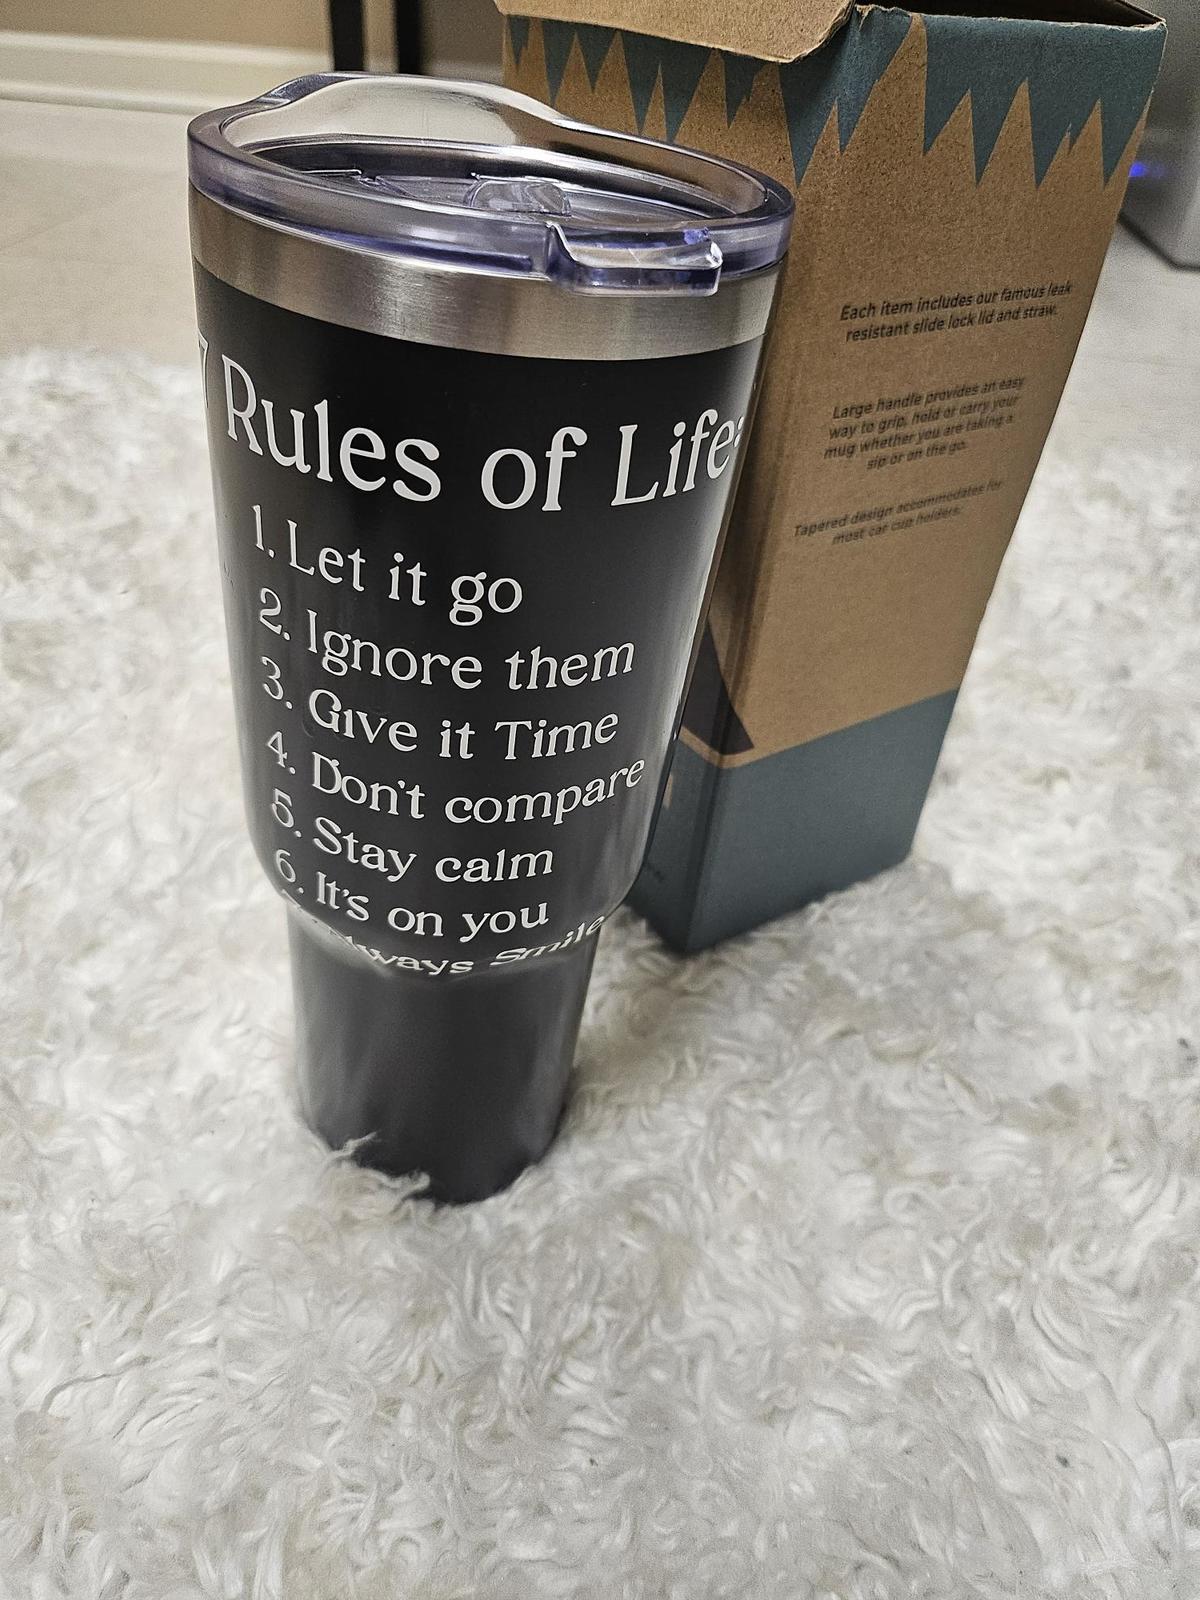 7 Rules of Life:
1. Let it go
2. Ignore them
3. Give it Time
4. Don't compare
5. Stay calm
6. It's on you
Always Smile
Each item includes our famous leak
resistant slide lock lid and straw.
Large handle provides an easy
way to grip, hold or carry your
mug whether you are taking a
sip or on the go.
Tapered design accommodates for
most car cup holders.